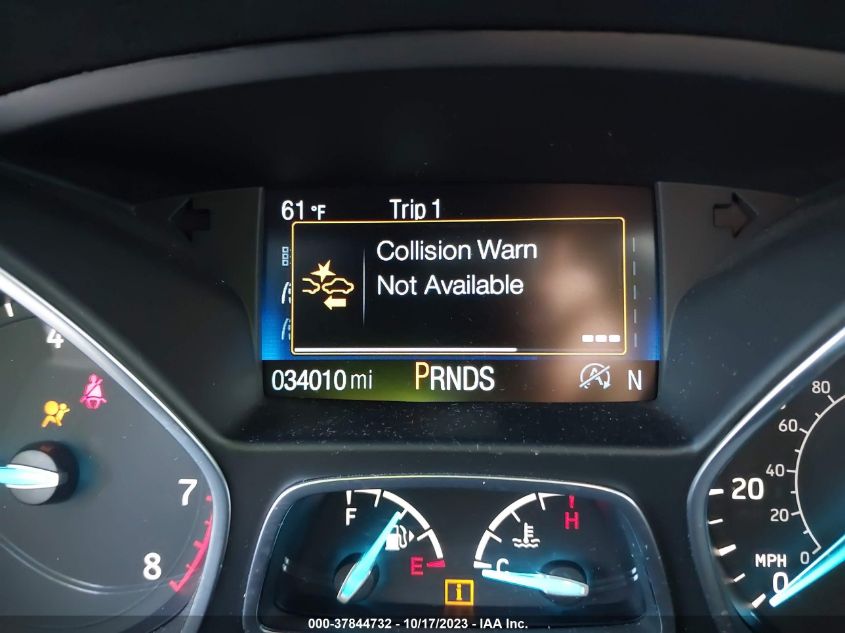 61 °F Trip 1
Collision Warn
Not Available
034010 mi PRNDS N
4
7
8
F
E
H
C
i
20
MPH
0
80
60
40
20
0
000-37844732 - 10/17/2023 - IAA Inc.